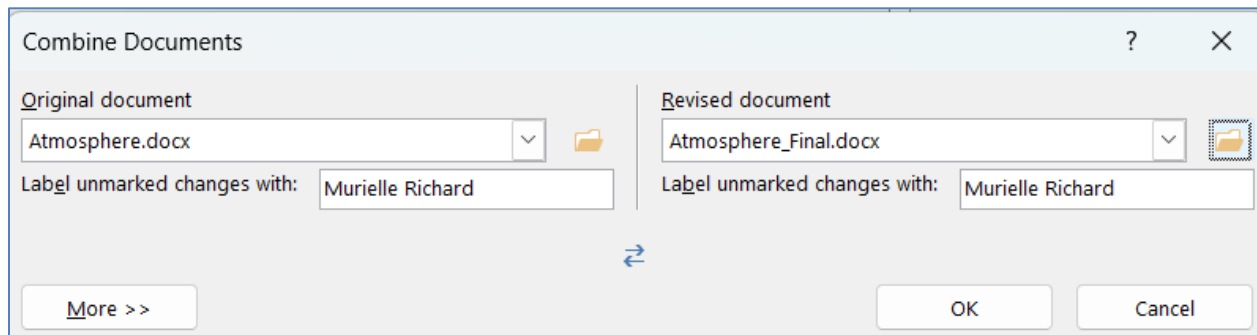 Combine Documents ?
Original document Revised document
Atmosphere.docx Atmosphere_Final.docx
Label unmarked changes with: Murielle Richard Label unmarked changes with: Murielle Richard
More >> OK Cancel